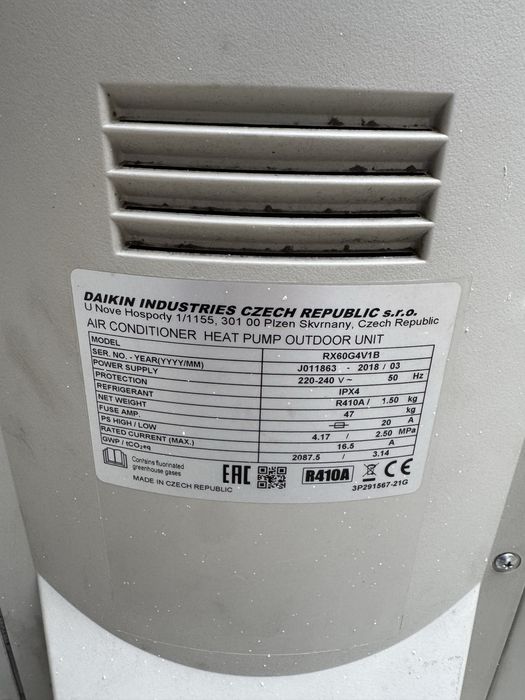 DAIKIN INDUSTRIES CZECH REPUBLIC s.r.o.
U Nove Hospody 1/1155, 301 00 Plzen Skvrnany, Czech Republic
AIR CONDITIONER HEAT PUMP OUTDOOR UNIT
MODEL RX60G4V1B
SER. NO. - YEAR(YYYY/MM) J011863 - 2018 / 03
POWER SUPPLY 220-240 V ~ 50 Hz
PROTECTION IPX4
REFRIGERANT R410A / 1.50 kg
NET WEIGHT 47 kg
FUSE AMP. 20 A
PS HIGH / LOW 4.17 / 2.50 MPa
RATED CURRENT (MAX.) 16.5 A
GWP / tCO₂eq 2087.5 / 3.14
Contains fluorinated
greenhouse gases
EAC R410A CE
MADE IN CZECH REPUBLIC 3P291567-21G